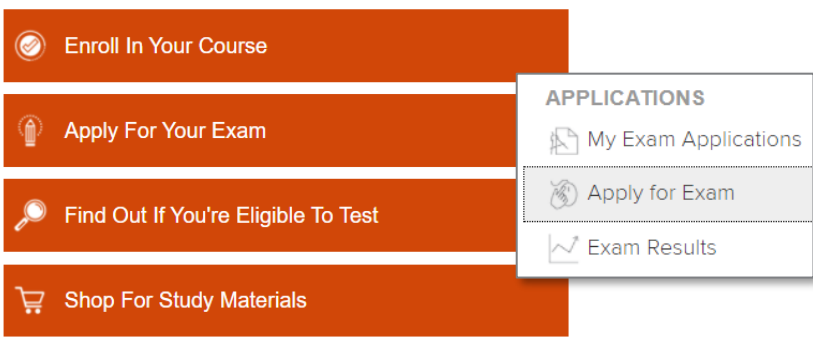 Enroll In Your Course
Apply For Your Exam
Find Out If You're Eligible To Test
Shop For Study Materials
APPLICATIONS
My Exam Applications
Apply for Exam
Exam Results